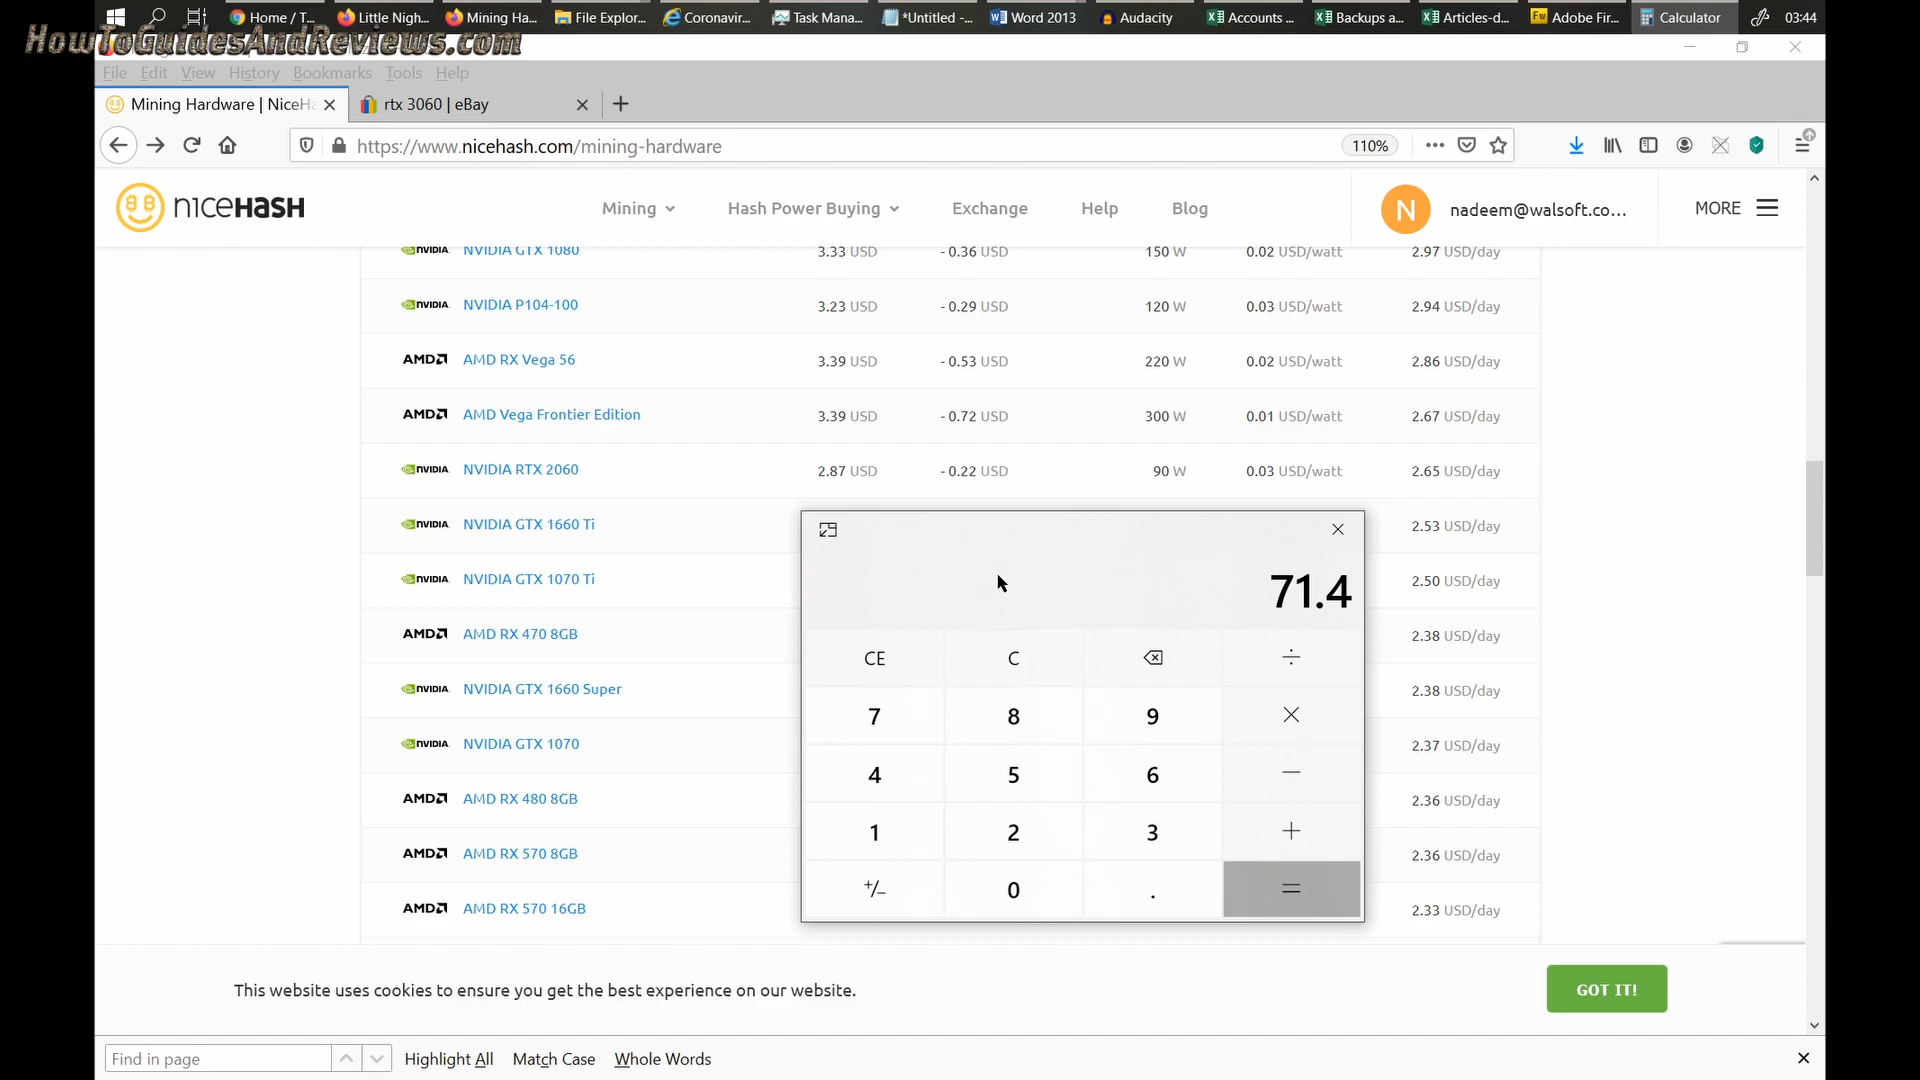 Home / T...
Little Nigh...
Mining Ha...
File Explor...
Coronavir...
Task Mana...
*Untitled -...
Word 2013
Audacity
Accounts ...
Backups a...
Articles-d...
Fw Adobe Fir...
Calculator
03:44
HowToGuidesAndReviews.com
File Edit View History Bookmarks Tools Help
Mining Hardware | NiceHa
rtx 3060 | eBay
https://www.nicehash.com/mining-hardware
110%
niceHASH
Mining
Hash Power Buying
Exchange
Help
Blog
N
nadeem@walsoft.co...
MORE
NVIDIA NVIDIA GTX 1080 3.33 USD - 0.36 USD 150 W 0.02 USD/watt 2.97 USD/day
NVIDIA NVIDIA P104-100 3.23 USD - 0.29 USD 120 W 0.03 USD/watt 2.94 USD/day
AMD AMD RX Vega 56 3.39 USD - 0.53 USD 220 W 0.02 USD/watt 2.86 USD/day
AMD AMD Vega Frontier Edition 3.39 USD - 0.72 USD 300 W 0.01 USD/watt 2.67 USD/day
NVIDIA NVIDIA RTX 2060 2.87 USD - 0.22 USD 90 W 0.03 USD/watt 2.65 USD/day
NVIDIA NVIDIA GTX 1660 Ti 2.53 USD/day
NVIDIA NVIDIA GTX 1070 Ti 2.50 USD/day
AMD AMD RX 470 8GB 2.38 USD/day
NVIDIA NVIDIA GTX 1660 Super 2.38 USD/day
NVIDIA NVIDIA GTX 1070 2.37 USD/day
AMD AMD RX 480 8GB 2.36 USD/day
AMD AMD RX 570 8GB 2.36 USD/day
AMD AMD RX 570 16GB 2.33 USD/day
71.4
CE C ⌫ ÷
7 8 9 ×
4 5 6 −
1 2 3 +
+/− 0 . =
This website uses cookies to ensure you get the best experience on our website.
GOT IT!
Find in page
Highlight All
Match Case
Whole Words